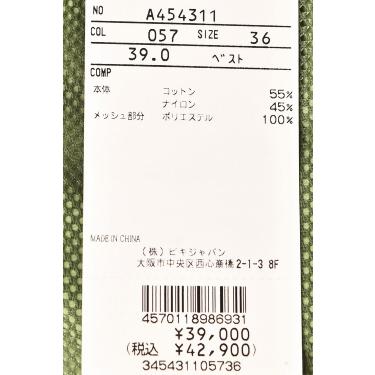 NO A454311
COL 057 SIZE 36
39.0 ベスト
COMP
本体 コットン 55%
ナイロン 45%
メッシュ部分 ポリエステル 100%
MADE IN CHINA
(株)ビギジャパン
大阪市中央区西心斎橋2-1-3 8F
4570118986931
¥39,000
(税込 ¥42,900)
345431105736